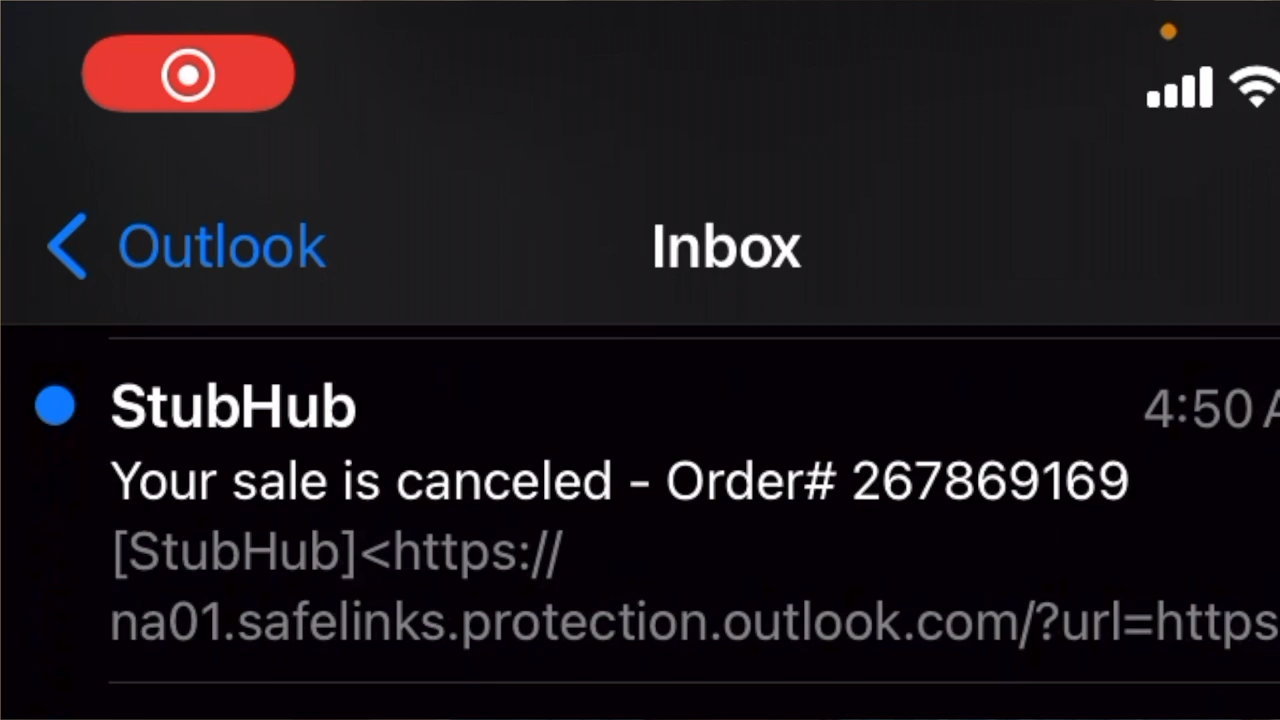 Outlook
Inbox
StubHub
4:50 A
Your sale is canceled - Order# 267869169
[StubHub]<https://
na01.safelinks.protection.outlook.com/?url=https